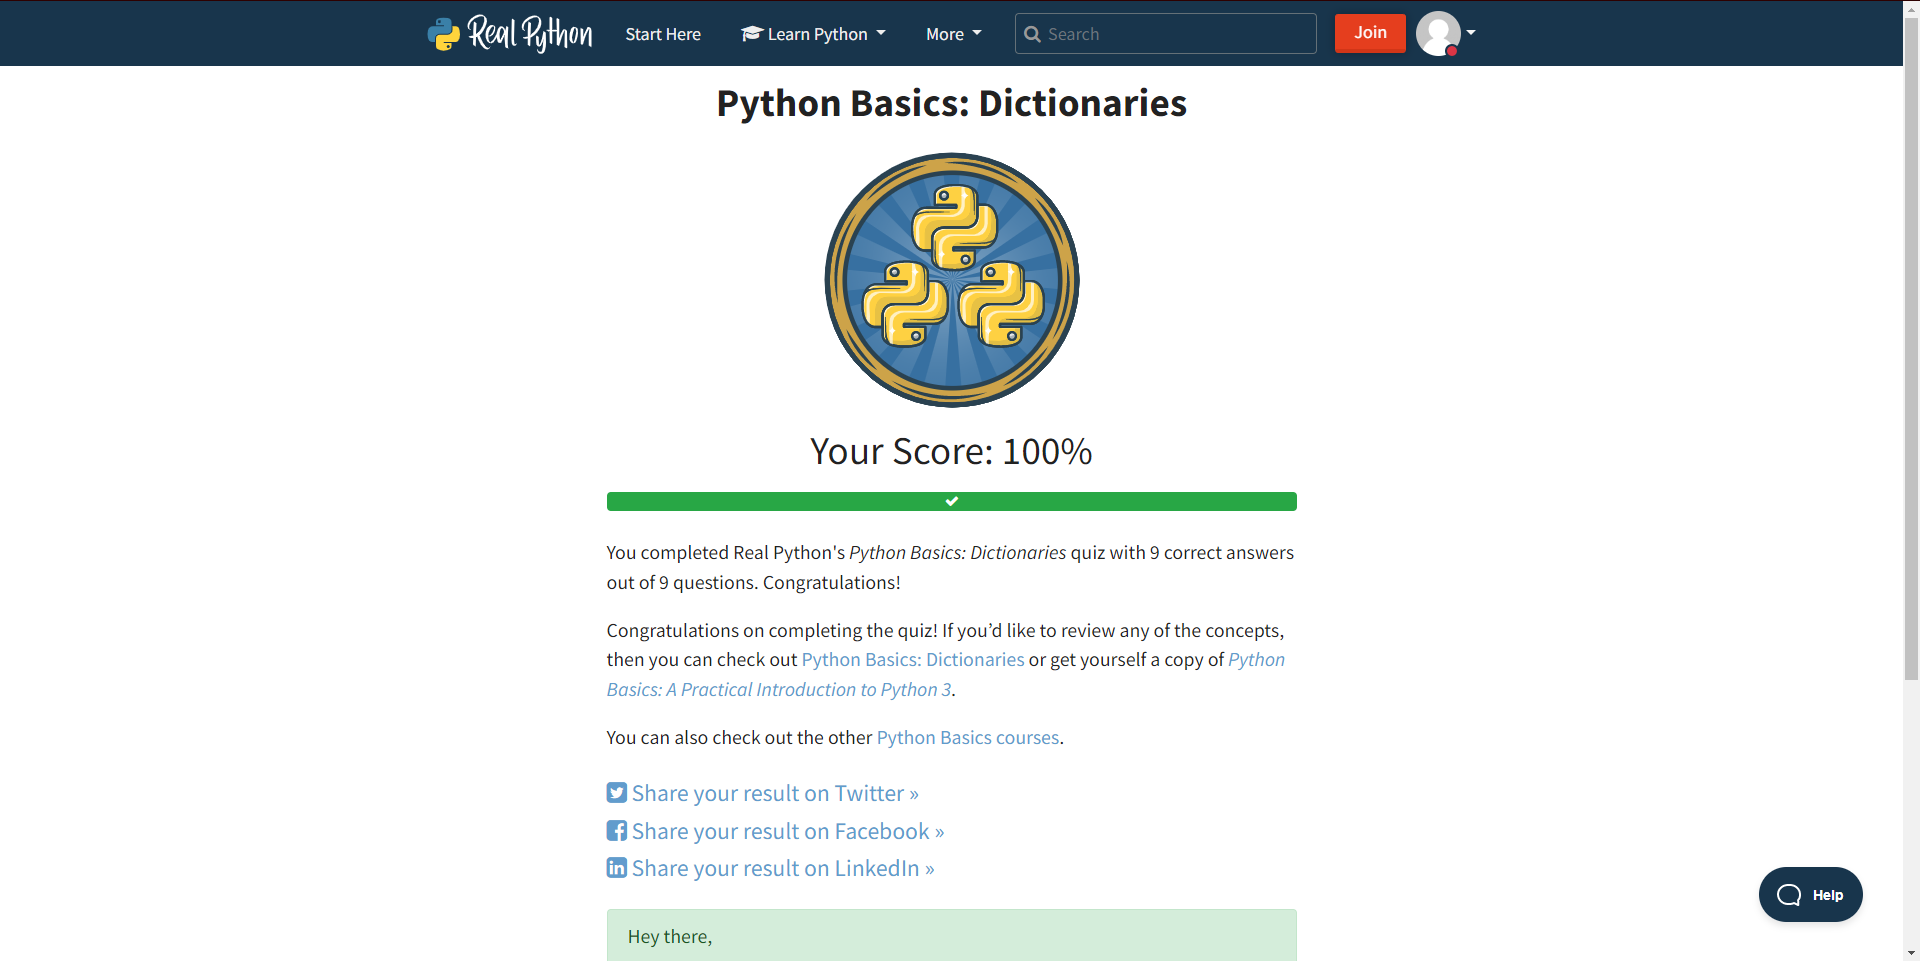 Real Python
Start Here
Learn Python
More
Search
Join
Python Basics: Dictionaries
Your Score: 100%
You completed Real Python's Python Basics: Dictionaries quiz with 9 correct answers
out of 9 questions. Congratulations!
Congratulations on completing the quiz! If you’d like to review any of the concepts,
then you can check out Python Basics: Dictionaries or get yourself a copy of Python
Basics: A Practical Introduction to Python 3.
You can also check out the other Python Basics courses.
Share your result on Twitter »
Share your result on Facebook »
Share your result on LinkedIn »
Help
Hey there,